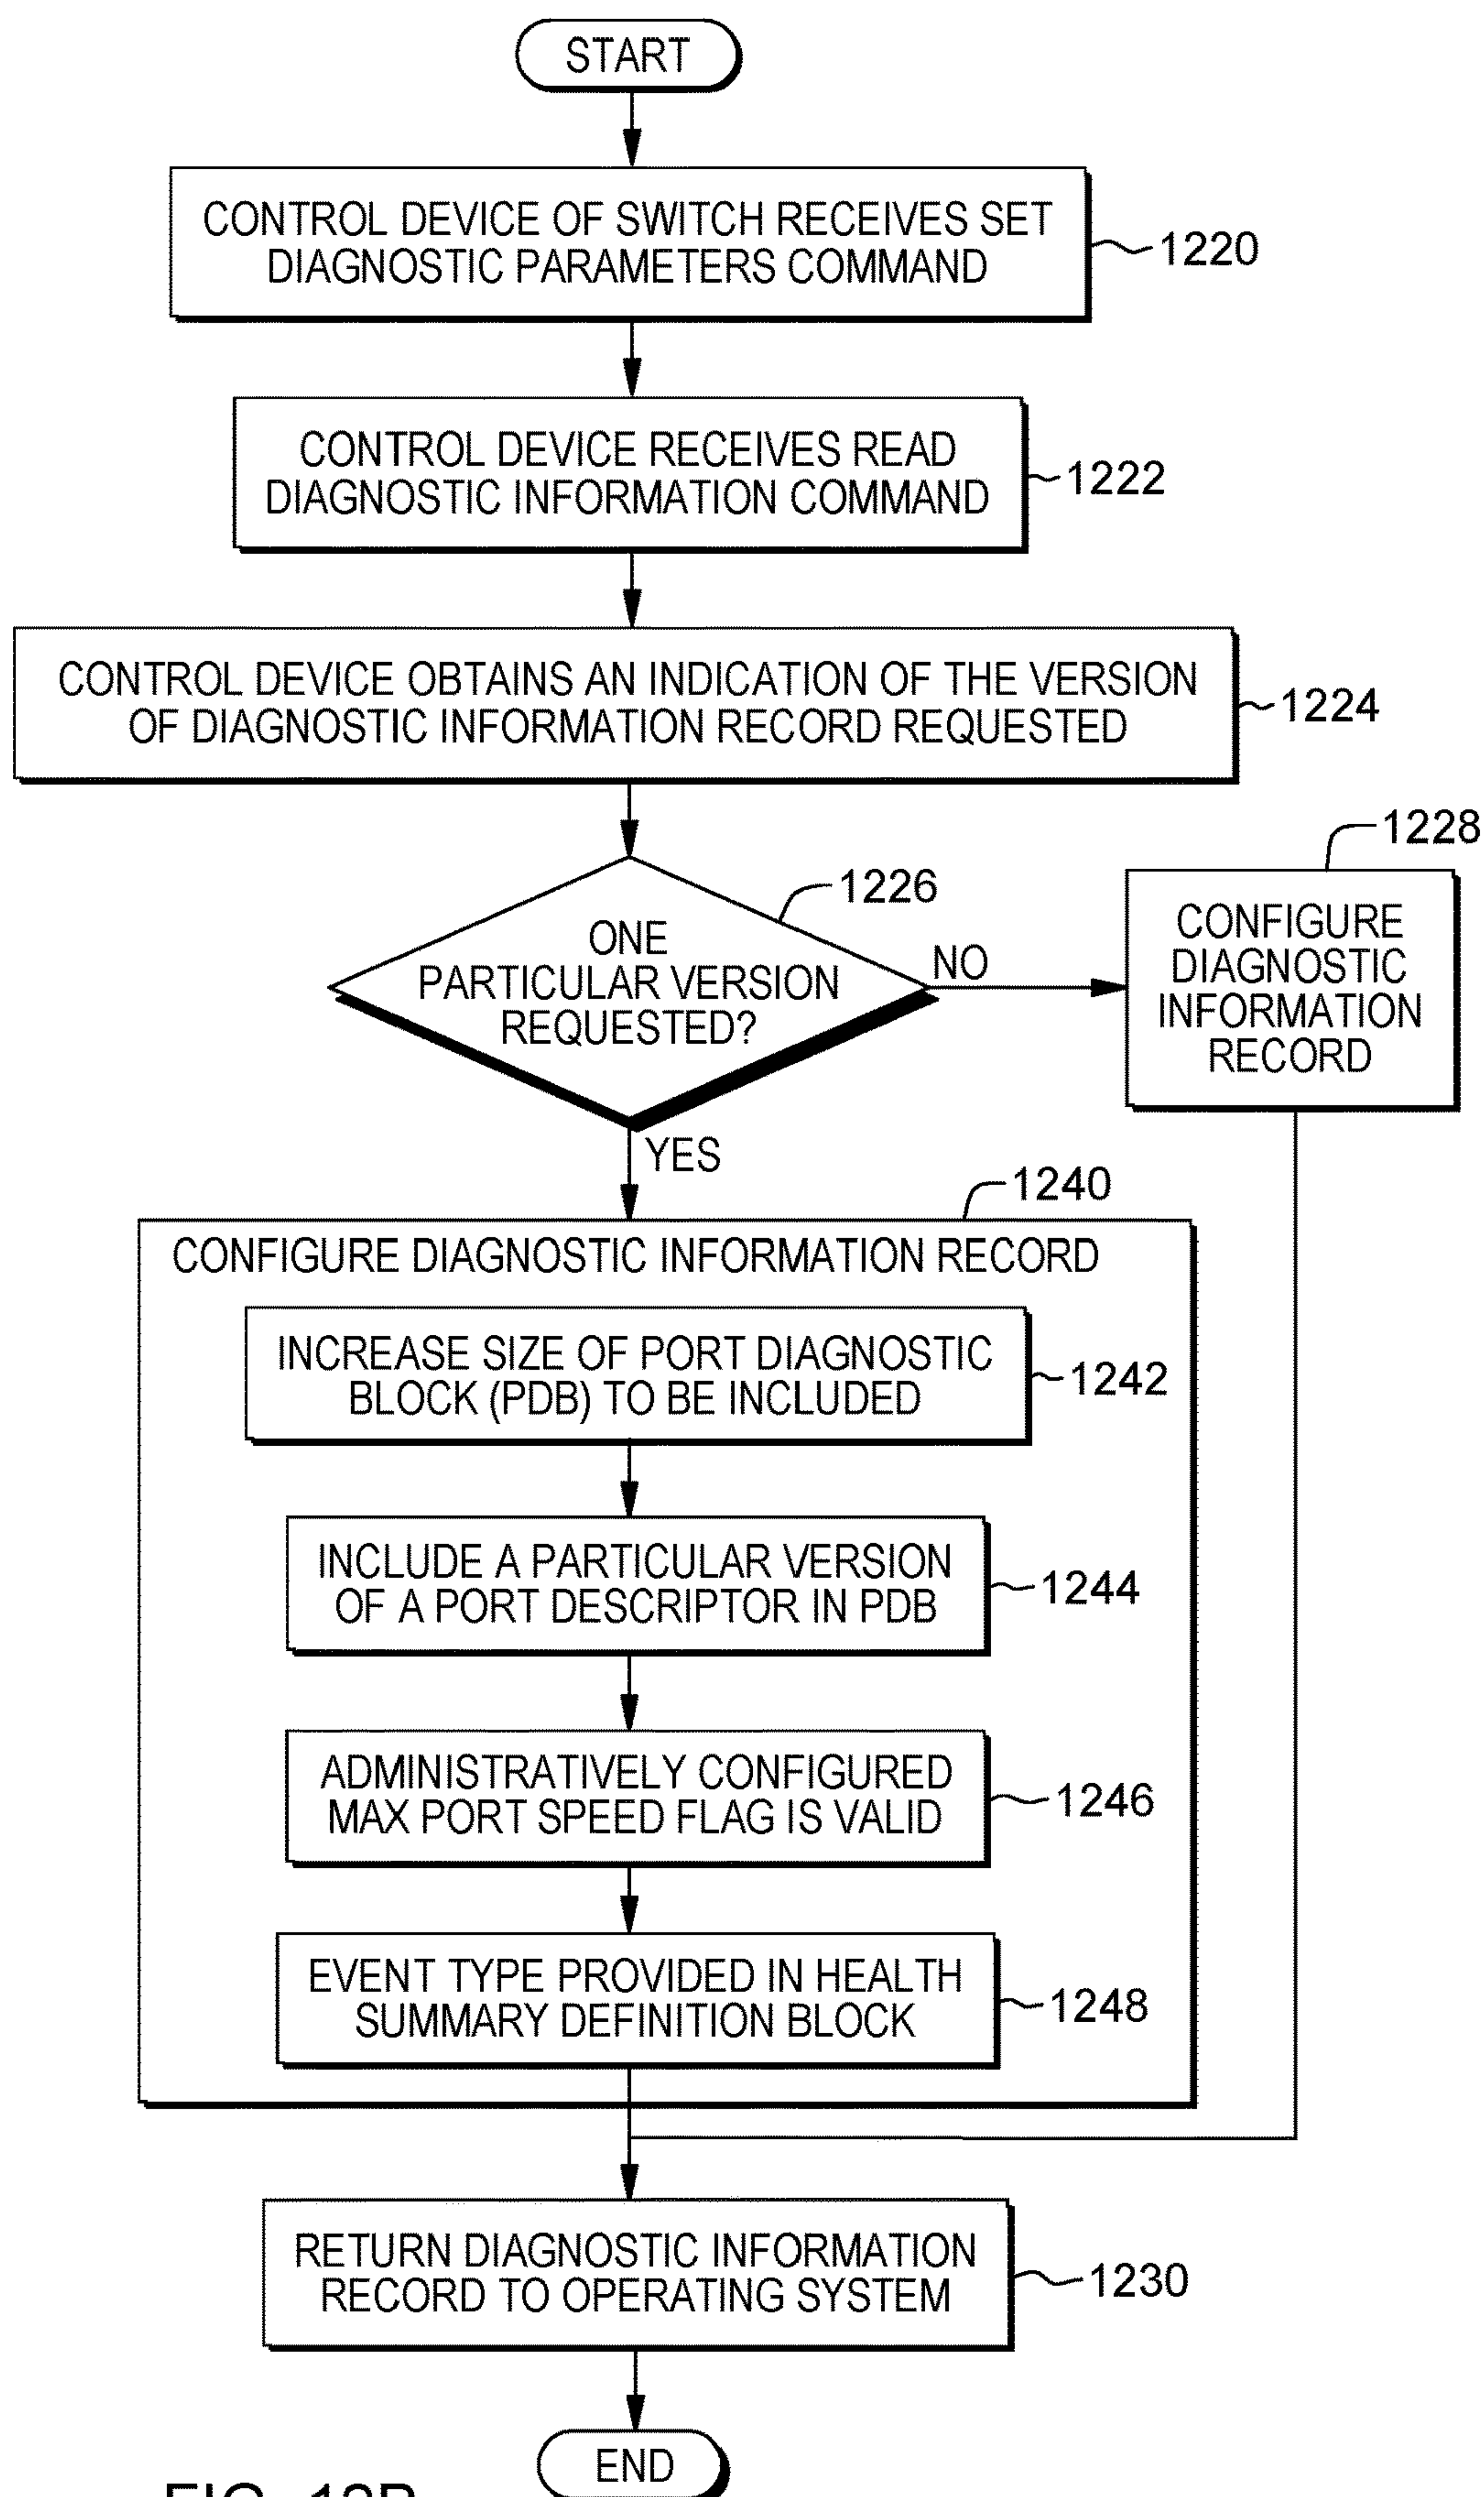 START
CONTROL DEVICE OF SWITCH RECEIVES SET
DIAGNOSTIC PARAMETERS COMMAND
1220
CONTROL DEVICE RECEIVES READ
DIAGNOSTIC INFORMATION COMMAND
1222
CONTROL DEVICE OBTAINS AN INDICATION OF THE VERSION
OF DIAGNOSTIC INFORMATION RECORD REQUESTED
1224
1226
ONE
PARTICULAR VERSION
REQUESTED?
NO
1228
CONFIGURE
DIAGNOSTIC
INFORMATION
RECORD
YES
1240
CONFIGURE DIAGNOSTIC INFORMATION RECORD
INCREASE SIZE OF PORT DIAGNOSTIC
BLOCK (PDB) TO BE INCLUDED
1242
INCLUDE A PARTICULAR VERSION
OF A PORT DESCRIPTOR IN PDB
1244
ADMINISTRATIVELY CONFIGURED
MAX PORT SPEED FLAG IS VALID
1246
EVENT TYPE PROVIDED IN HEALTH
SUMMARY DEFINITION BLOCK
1248
RETURN DIAGNOSTIC INFORMATION
RECORD TO OPERATING SYSTEM
1230
END
FIG.